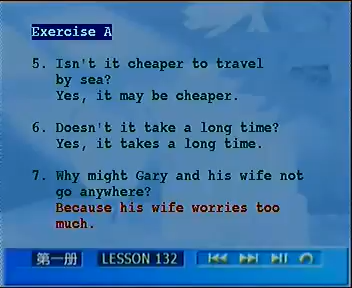 Exercise A
5. Isn't it cheaper to travel
by sea?
Yes, it may be cheaper.
6. Doesn't it take a long time?
Yes, it takes a long time.
7. Why might Gary and his wife not
go anywhere?
Because his wife worries too
much.
第一册 LESSON 132